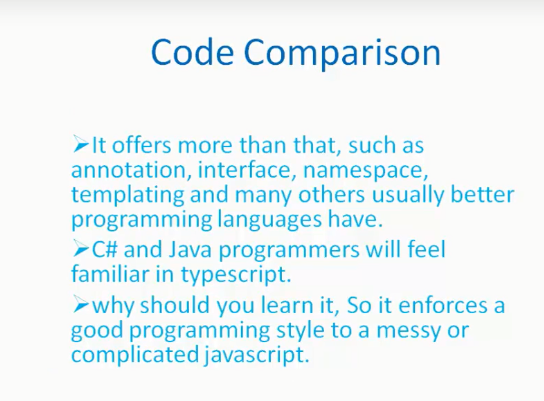 Code Comparison
➢It offers more than that, such as
annotation, interface, namespace,
templating and many others usually better
programming languages have.
➢C# and Java programmers will feel
familiar in typescript.
➢why should you learn it, So it enforces a
good programming style to a messy or
complicated javascript.